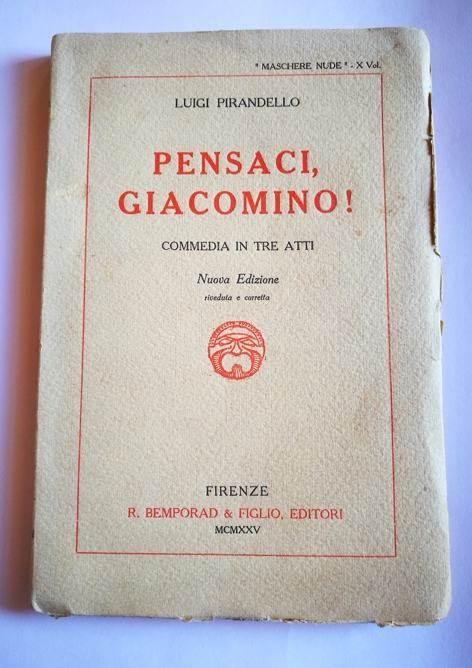 " MASCHERE NUDE " - X Vol.
LUIGI PIRANDELLO
PENSACI,
GIACOMINO!
COMMEDIA IN TRE ATTI
Nuova Edizione
riveduta e corretta
FIRENZE
R. BEMPORAD & FIGLIO, EDITORI
MCMXXV